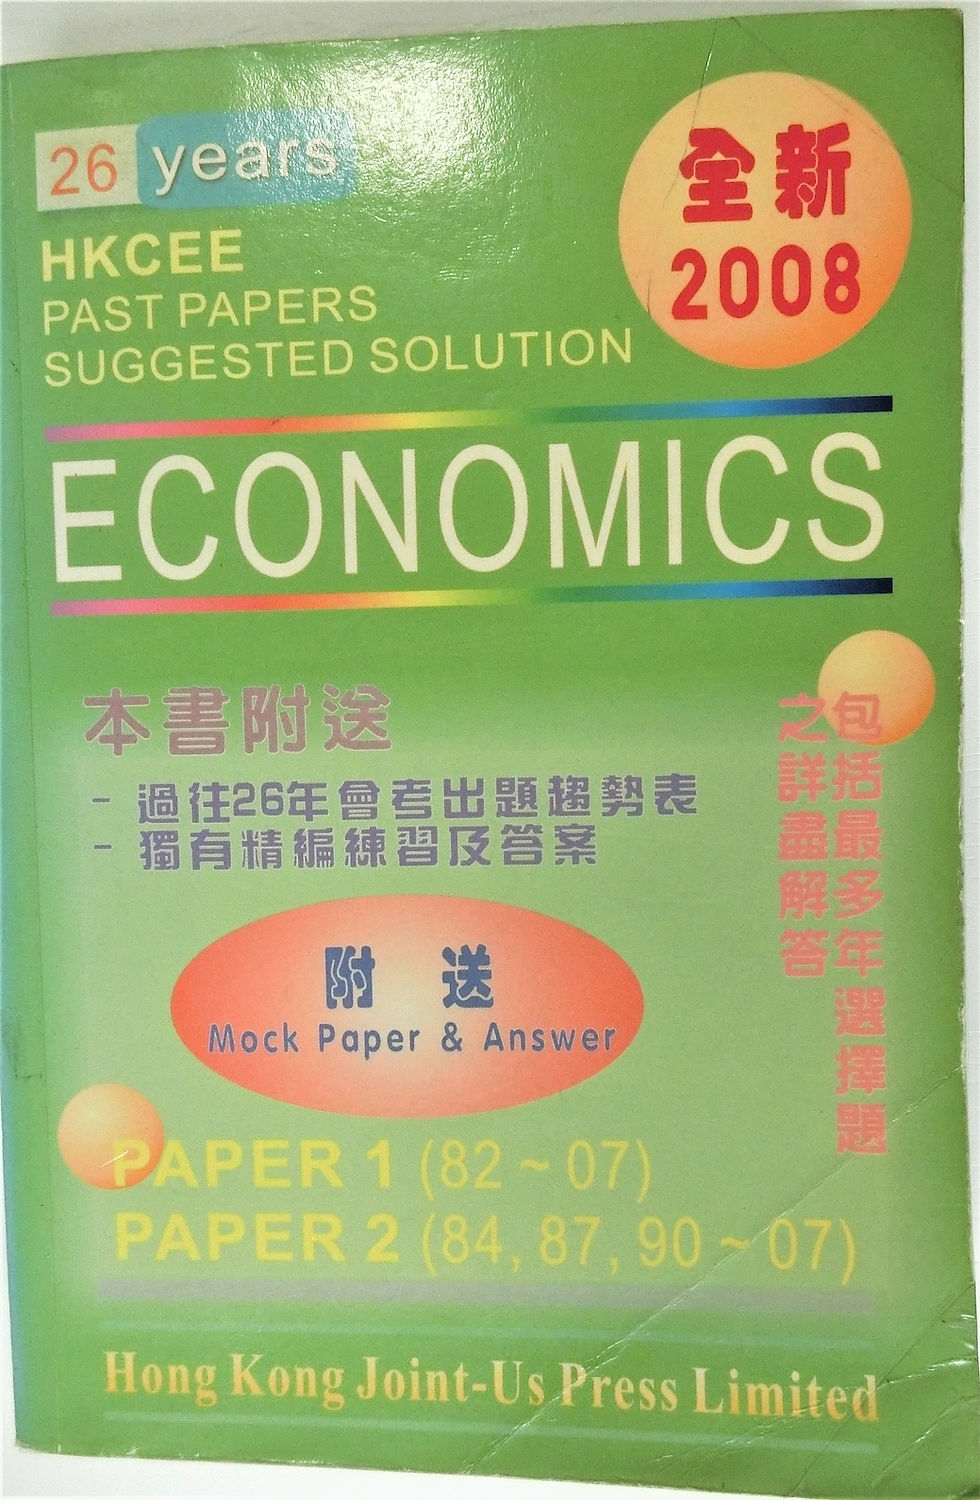 26 years
全新
2008
HKCEE
PAST PAPERS
SUGGESTED SOLUTION
ECONOMICS
本書附送
- 過往26年會考出題趨勢表
- 獨有精編練習及答案
包括最多年選擇題
之詳盡解答
附送
Mock Paper & Answer
PAPER 1 (82 ~ 07)
PAPER 2 (84, 87, 90 ~ 07)
Hong Kong Joint-Us Press Limited